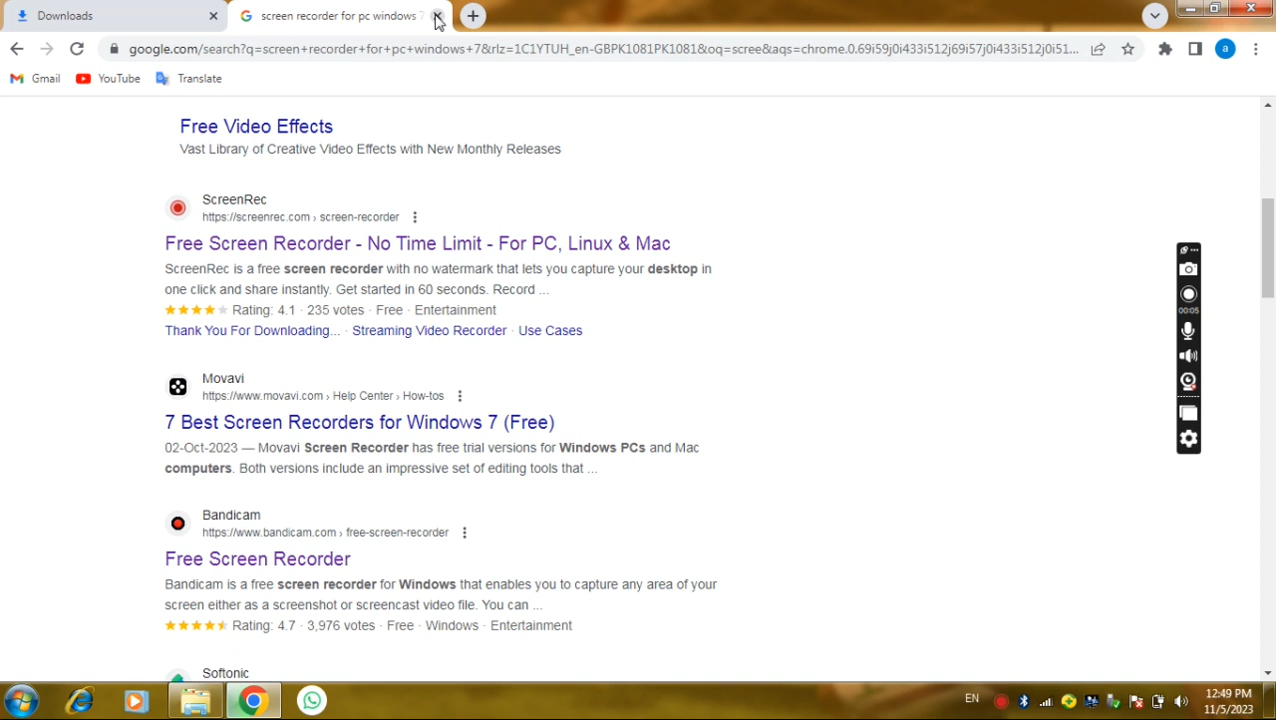 Downloads
screen recorder for pc windows 7
google.com/search?q=screen+recorder+for+pc+windows+7&rlz=1C1YTUH_en-GBPK1081PK1081&oq=scree&aqs=chrome.0.69i59j0i433i512j69i57j0i433i512j0i51...
a
Gmail
YouTube
Translate
Free Video Effects
Vast Library of Creative Video Effects with New Monthly Releases
ScreenRec
https://screenrec.com › screen-recorder
Free Screen Recorder - No Time Limit - For PC, Linux & Mac
ScreenRec is a free screen recorder with no watermark that lets you capture your desktop in
one click and share instantly. Get started in 60 seconds. Record ...
Rating: 4.1 · 235 votes · Free · Entertainment
Thank You For Downloading... · Streaming Video Recorder · Use Cases
00:05
Movavi
https://www.movavi.com › Help Center › How-tos
7 Best Screen Recorders for Windows 7 (Free)
02-Oct-2023 — Movavi Screen Recorder has free trial versions for Windows PCs and Mac
computers. Both versions include an impressive set of editing tools that ...
Bandicam
https://www.bandicam.com › free-screen-recorder
Free Screen Recorder
Bandicam is a free screen recorder for Windows that enables you to capture any area of your
screen either as a screenshot or screencast video file. You can ...
Rating: 4.7 · 3,976 votes · Free · Windows · Entertainment
Softonic
EN
12:49 PM
11/5/2023